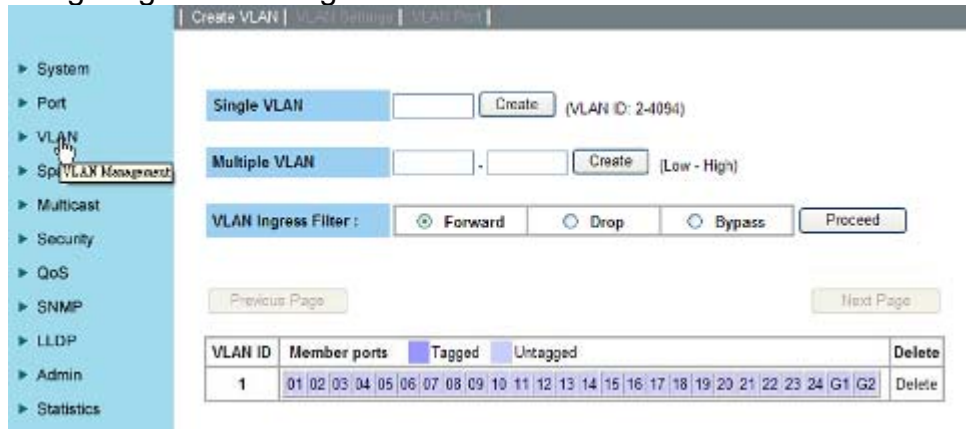 | Create VLAN | VLAN Settings | VLAN Port |
System
Port
VLAN
VLAN Management
Multicast
Security
QoS
SNMP
LLDP
Admin
Statistics
Single VLAN Create (VLAN ID: 2-4094)
Multiple VLAN - Create (Low - High)
VLAN Ingress Filter : Forward Drop Bypass Proceed
Previous Page Next Page
VLAN ID Member ports Tagged Untagged Delete
1 01 02 03 04 05 06 07 08 09 10 11 12 13 14 15 16 17 18 19 20 21 22 23 24 G1 G2 Delete